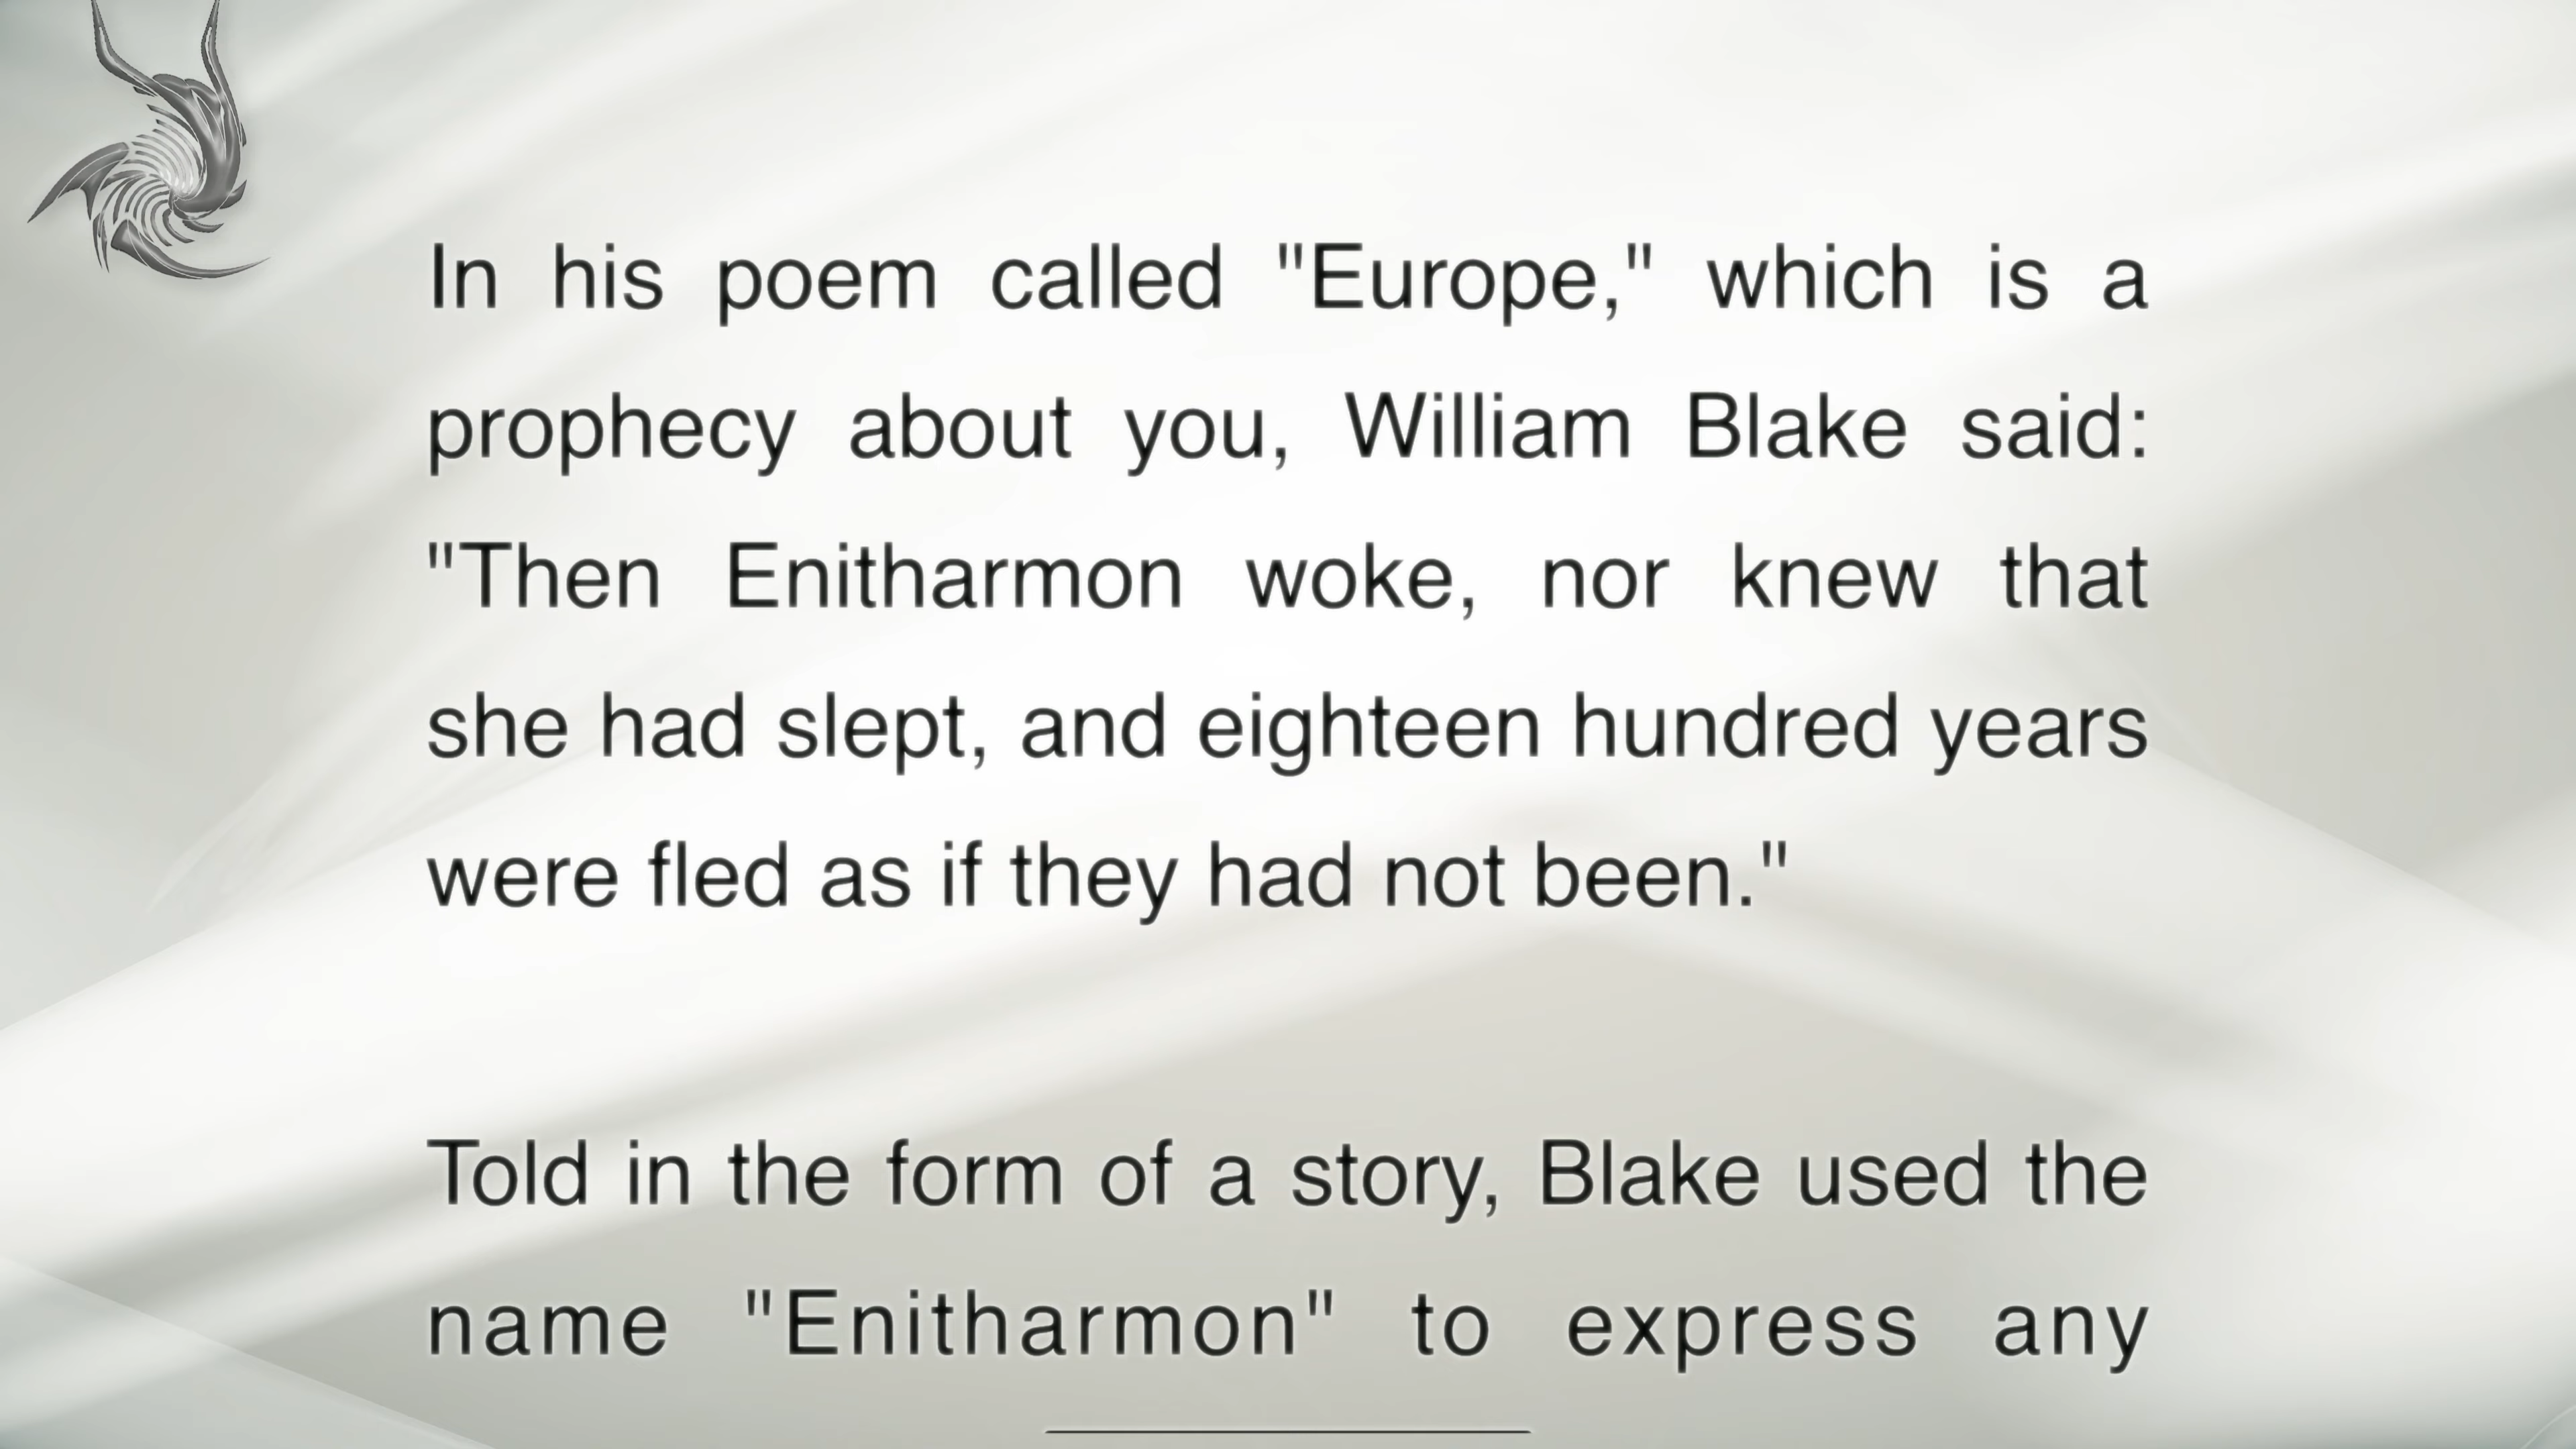 In his poem called "Europe," which is a
prophecy about you, William Blake said:
"Then Enitharmon woke, nor knew that
she had slept, and eighteen hundred years
were fled as if they had not been."
Told in the form of a story, Blake used the
name "Enitharmon" to express any